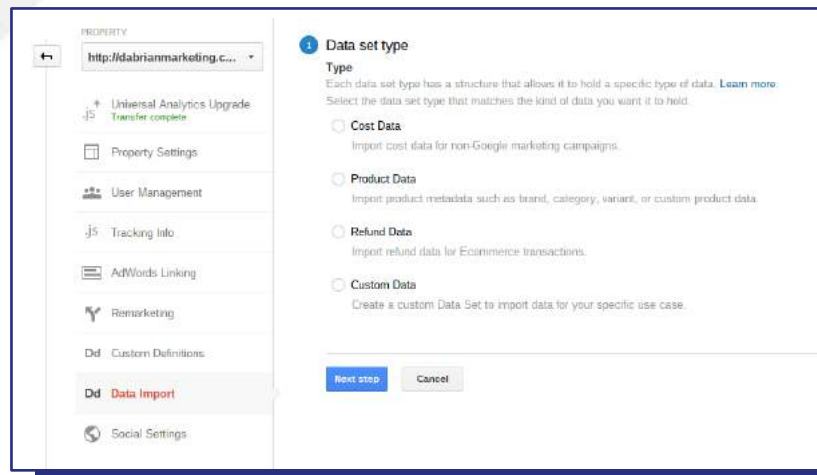 PROPERTY
http://dabrianmarketing.c...
Universal Analytics Upgrade
Transfer complete
Property Settings
User Management
.js Tracking Info
AdWords Linking
Remarketing
Dd Custom Definitions
Dd Data Import
Social Settings
1 Data set type
Type
Each data set type has a structure that allows it to hold a specific type of data. Learn more.
Select the data set type that matches the kind of data you want it to hold.
Cost Data
Import cost data for non-Google marketing campaigns.
Product Data
Import product metadata such as brand, category, variant, or custom product data.
Refund Data
Import refund data for Ecommerce transactions.
Custom Data
Create a custom Data Set to import data for your specific use case.
Next step
Cancel